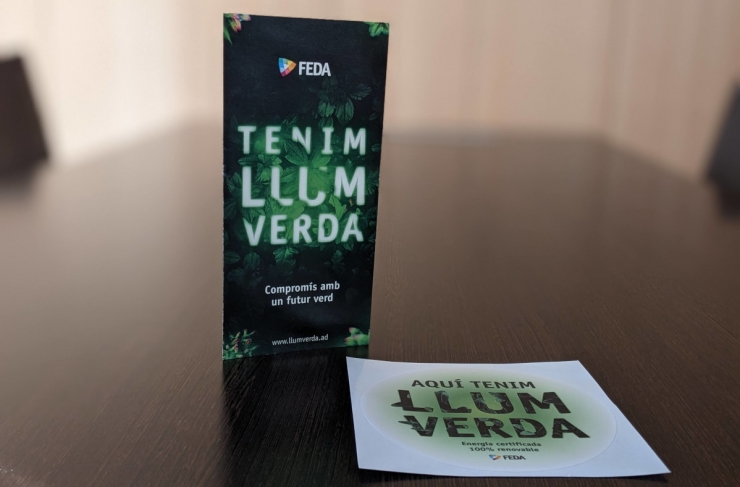 FEDA
TENIM
LLUM
VERDA
Compromís amb
un futur verd
www.llumverda.ad
AQUÍ TENIM
LLUM
VERDA
Energia certificada
100% renovable
FEDA